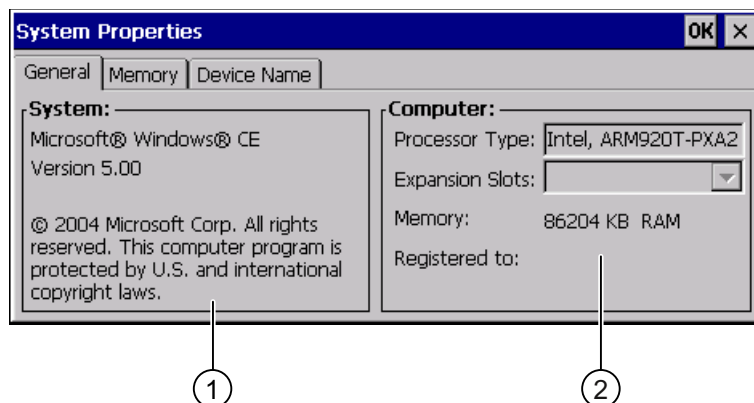 System Properties
OK ×
General Memory Device Name
System:
Microsoft® Windows® CE
Version 5.00
© 2004 Microsoft Corp. All rights
reserved. This computer program is
protected by U.S. and international
copyright laws.
Computer:
Processor Type: Intel, ARM920T-PXA2
Expansion Slots:
Memory: 86204 KB RAM
Registered to:
1
2